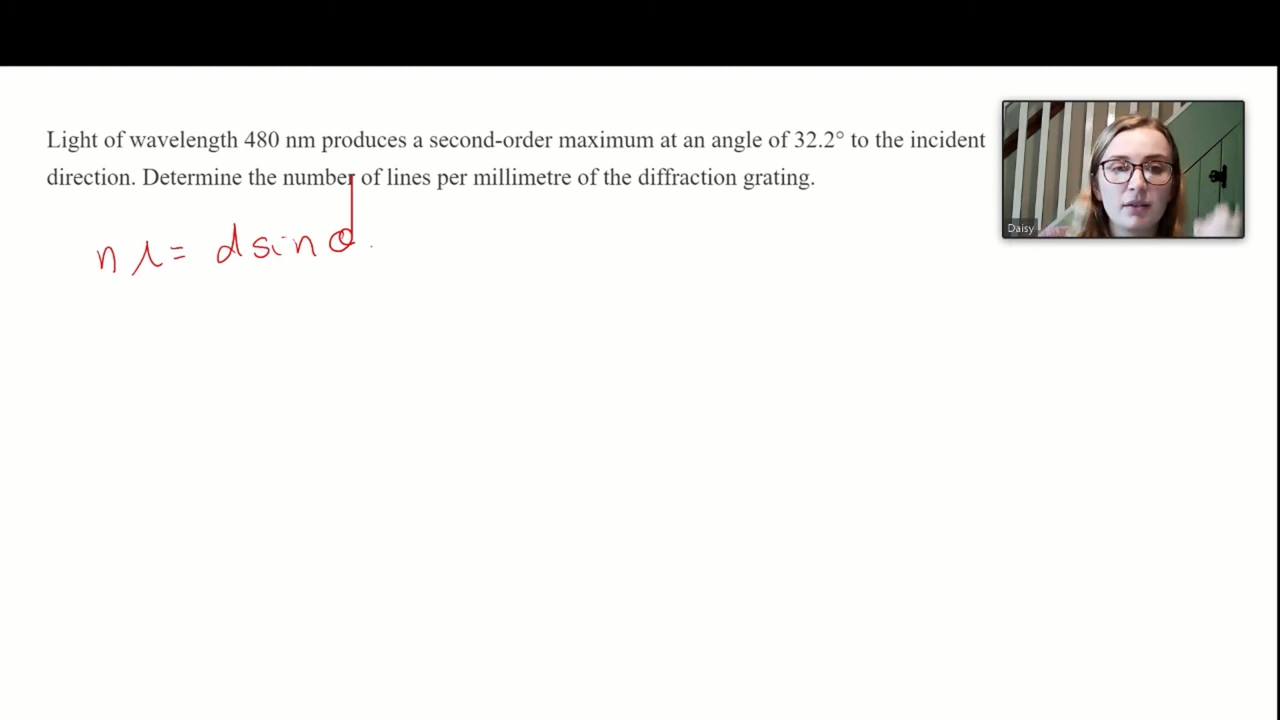 Light of wavelength 480 nm produces a second-order maximum at an angle of 32.2° to the incident
direction. Determine the number of lines per millimetre of the diffraction grating.
nλ = d sin θ
Daisy